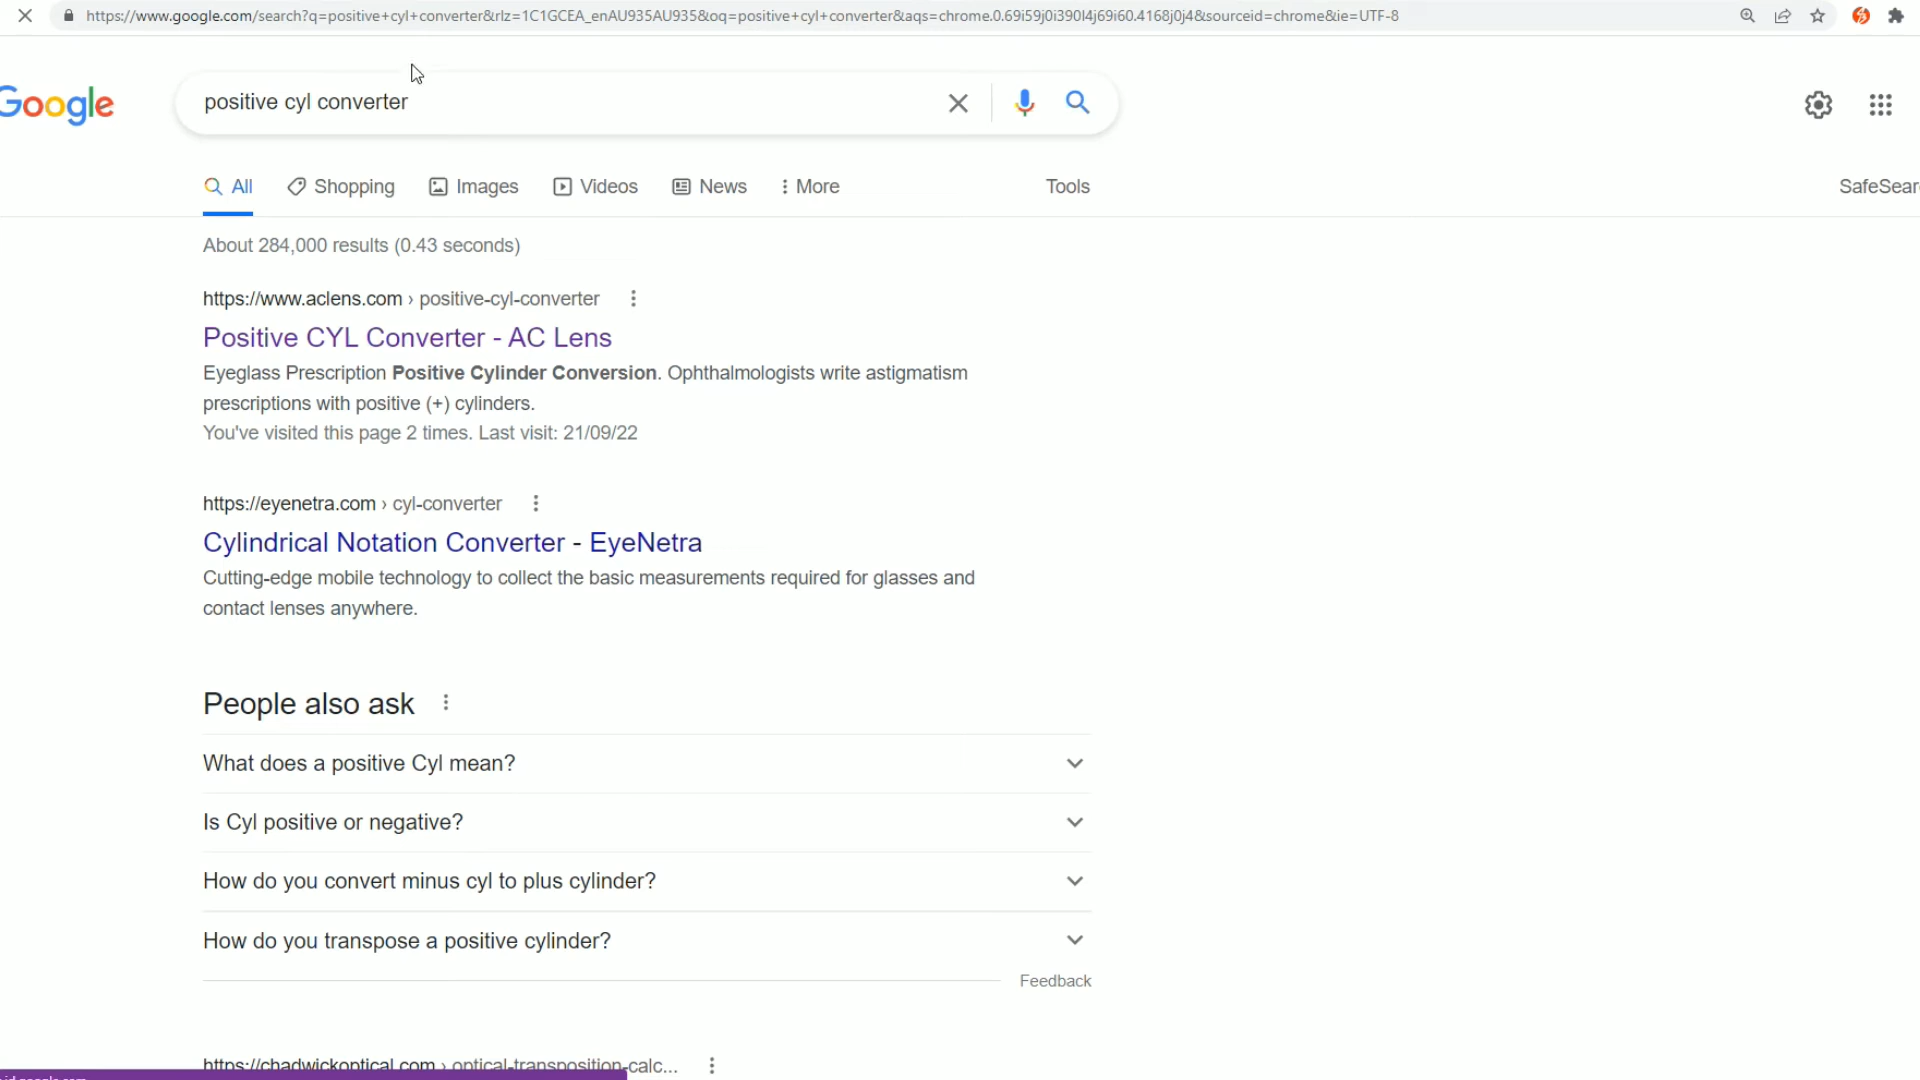 https://www.google.com/search?q=positive+cyl+converter&rlz=1C1GCEA_enAU935AU935&oq=positive+cyl+converter&aqs=chrome.0.69i59j0i390l4j69i60.4168j0j4&sourceid=chrome&ie=UTF-8
Google
positive cyl converter
All
Shopping
Images
Videos
News
More
Tools
SafeSear
About 284,000 results (0.43 seconds)
https://www.aclens.com › positive-cyl-converter
Positive CYL Converter - AC Lens
Eyeglass Prescription Positive Cylinder Conversion. Ophthalmologists write astigmatism
prescriptions with positive (+) cylinders.
You've visited this page 2 times. Last visit: 21/09/22
https://eyenetra.com › cyl-converter
Cylindrical Notation Converter - EyeNetra
Cutting-edge mobile technology to collect the basic measurements required for glasses and
contact lenses anywhere.
People also ask
What does a positive Cyl mean?
Is Cyl positive or negative?
How do you convert minus cyl to plus cylinder?
How do you transpose a positive cylinder?
Feedback
https://chadwickoptical.com › optical-transposition-calc...